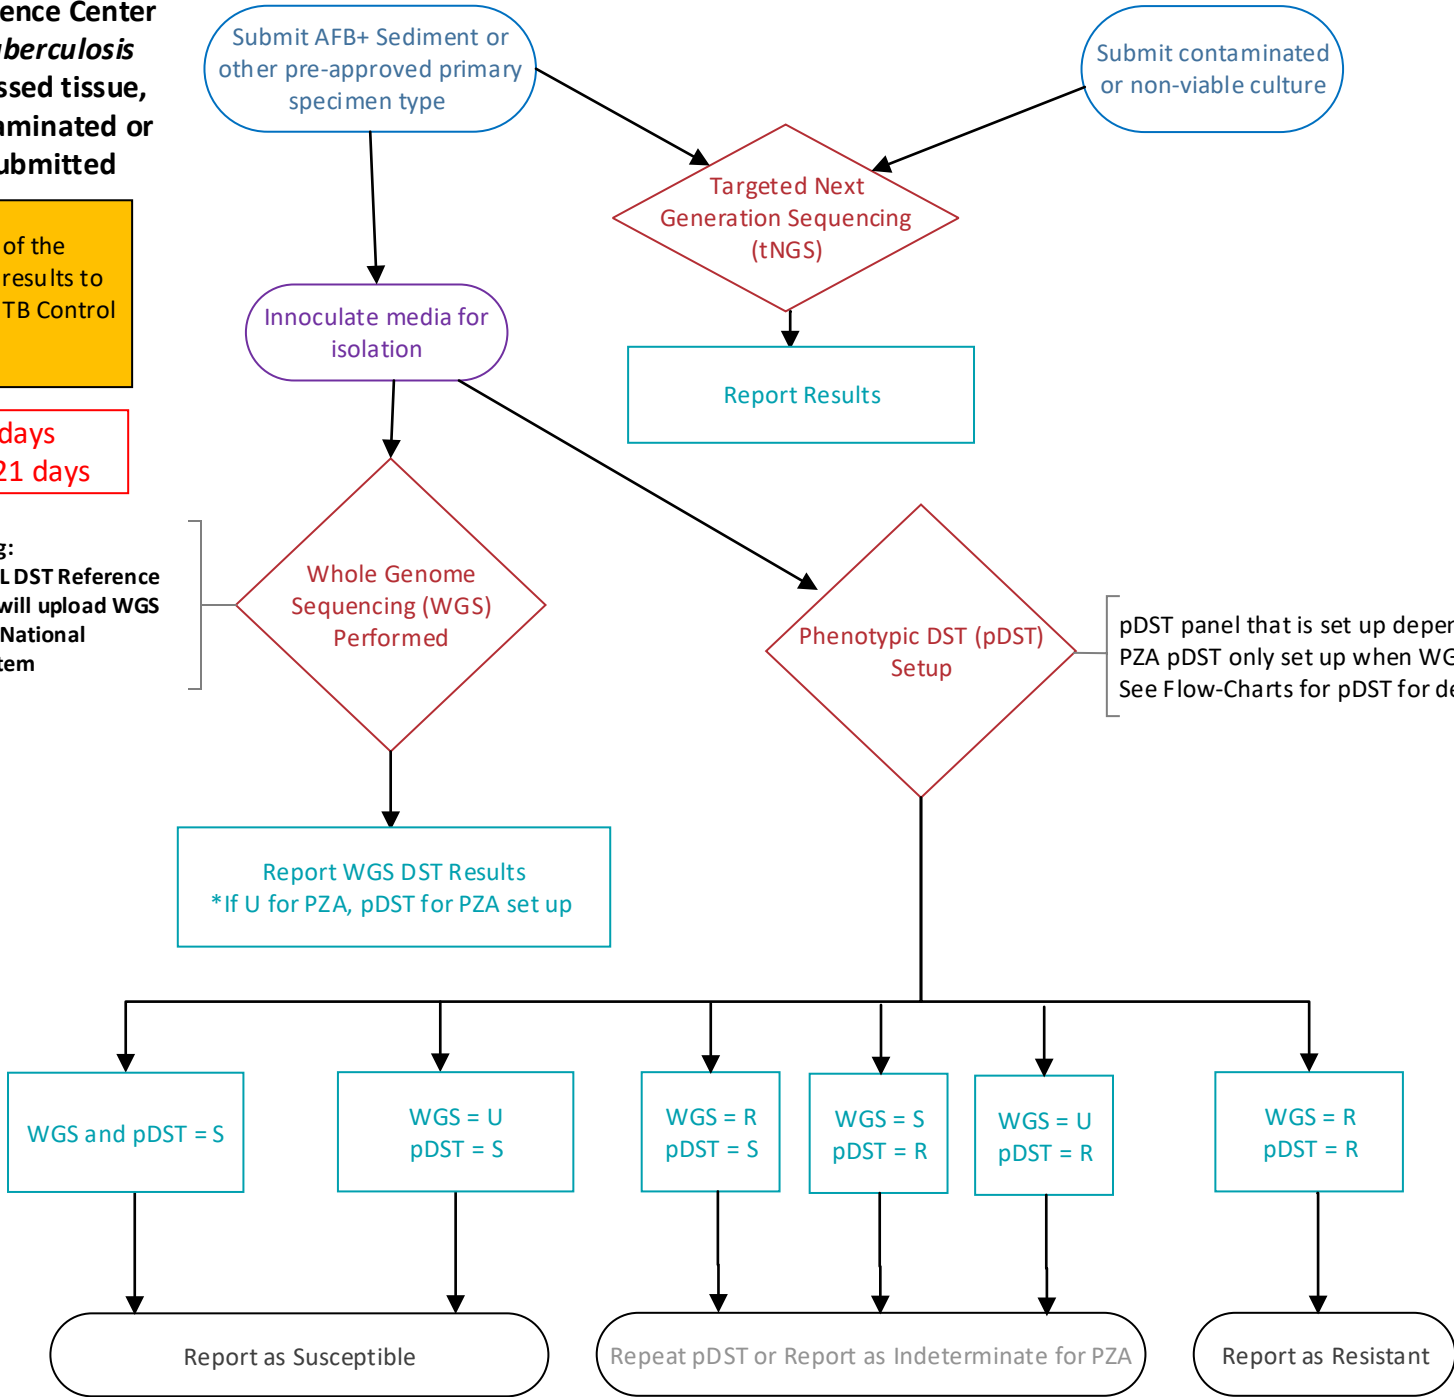 ence Center
uberculosis
ssed tissue,
aminated or
ubmitted
of the
results to
TB Control
days
21 days
g:
L DST Reference
will upload WGS
National
tem
Submit AFB+ Sediment or
other pre-approved primary
specimen type
Submit contaminated
or non-viable culture
Targeted Next
Generation Sequencing
(tNGS)
Innoculate media for
isolation
Report Results
Whole Genome
Sequencing (WGS)
Performed
Phenotypic DST (pDST)
Setup
pDST panel that is set up depen
PZA pDST only set up when WG
See Flow-Charts for pDST for de
Report WGS DST Results
*If U for PZA, pDST for PZA set up
WGS and pDST = S
WGS = U
pDST = S
WGS = R
pDST = S
WGS = S
pDST = R
WGS = U
pDST = R
WGS = R
pDST = R
Report as Susceptible
Repeat pDST or Report as Indeterminate for PZA
Report as Resistant